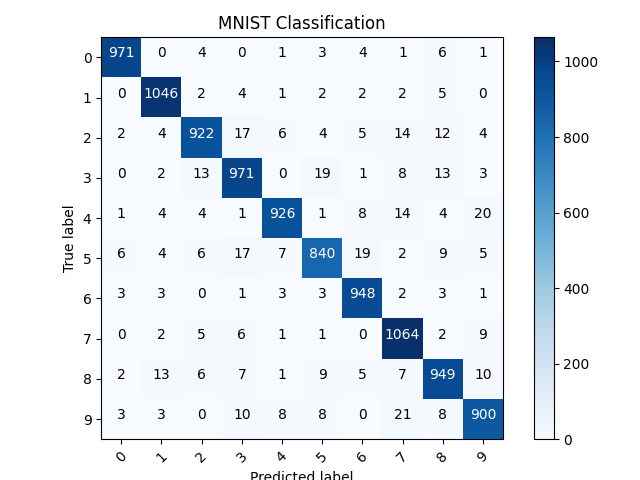 MNIST Classification
True label
0 971 0 4 0 1 3 4 1 6 1
1 0 1046 2 4 1 2 2 2 5 0
2 2 4 922 17 6 4 5 14 12 4
3 0 2 13 971 0 19 1 8 13 3
4 1 4 4 1 926 1 8 14 4 20
5 6 4 6 17 7 840 19 2 9 5
6 3 3 0 1 3 3 948 2 3 1
7 0 2 5 6 1 1 0 1064 2 9
8 2 13 6 7 1 9 5 7 949 10
9 3 3 0 10 8 8 0 21 8 900
0 1 2 3 4 5 6 7 8 9
Predicted label
1000
800
600
400
200
0